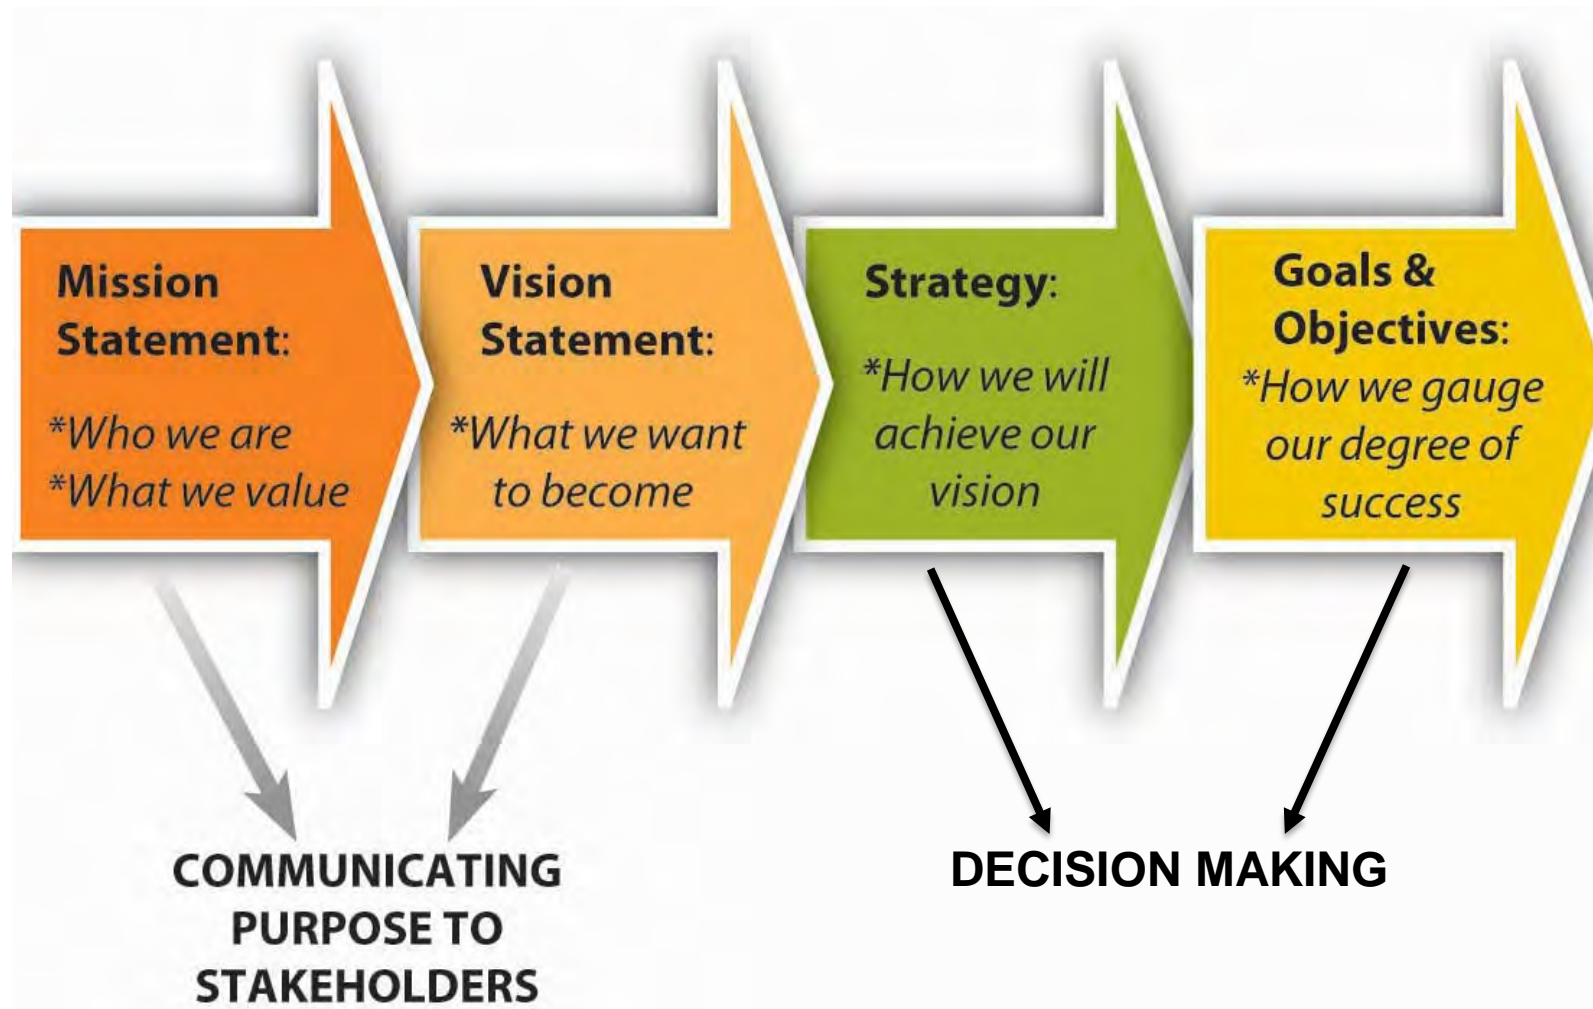 Mission
Statement:
*Who we are
*What we value
Vision
Statement:
*What we want
to become
Strategy:
*How we will
achieve our
vision
Goals &
Objectives:
*How we gauge
our degree of
success
COMMUNICATING
PURPOSE TO
STAKEHOLDERS
DECISION MAKING